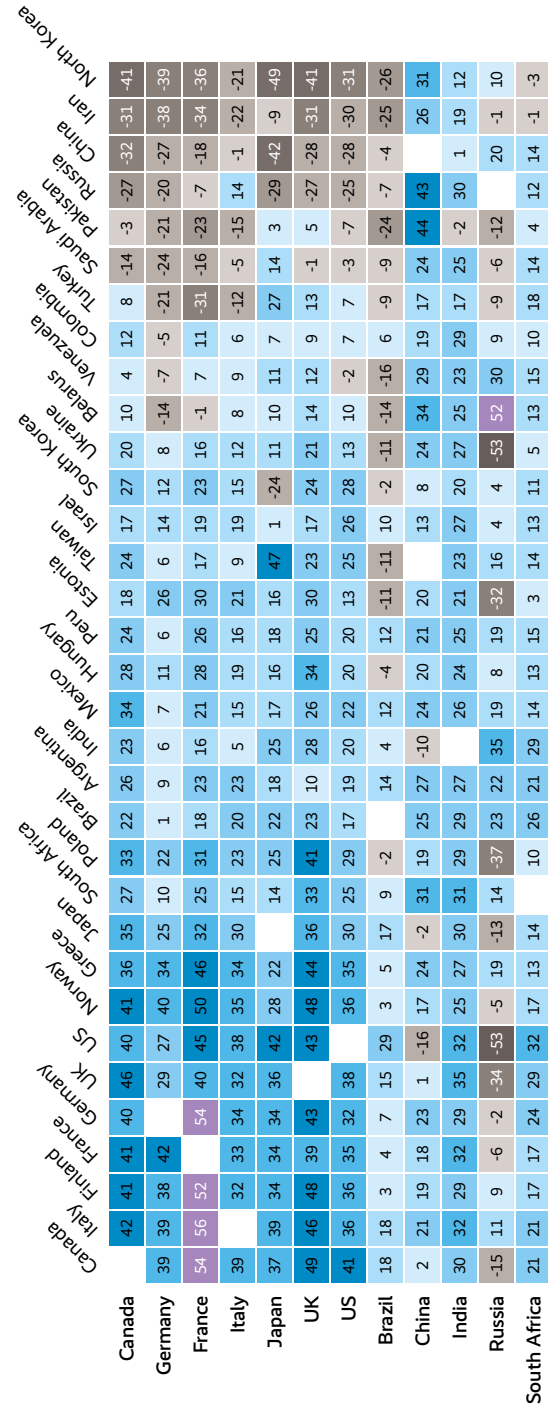 Canada Italy Finland France Germany UK US Norway Greece Japan South Africa Poland Brazil Argentina India Mexico Hungary Peru Estonia Taiwan Israel South Korea Ukraine Belarus Venezuela Colombia Turkey Saudi Arabia Pakistan Russia China Iran North Korea
Canada 42 41 41 40 46 40 41 36 35 27 33 22 26 23 34 28 24 18 24 17 27 20 10 4 12 8 -14 -3 -27 -32 -31 -41
Germany 39 39 38 42 29 27 40 34 25 10 22 1 9 6 7 11 6 26 6 14 12 8 -14 -7 -5 -21 -24 -21 -20 -27 -38 -39
France 54 56 52 54 40 45 50 46 32 25 31 18 23 16 21 28 26 30 17 19 23 16 -1 7 11 -31 -16 -23 -7 -18 -34 -36
Italy 39 32 33 34 32 38 35 34 30 15 23 20 23 5 15 19 16 21 9 19 15 12 8 9 6 -12 -5 -15 14 -1 -22 -21
Japan 37 39 34 34 34 36 42 28 22 14 25 22 18 25 17 16 18 16 47 1 -24 11 10 11 7 27 14 3 -29 -42 -9 -49
UK 49 46 48 39 43 43 48 44 36 33 41 23 10 28 26 34 25 30 23 17 24 21 14 12 9 13 -1 5 -27 -28 -31 -41
US 41 36 36 35 32 38 36 35 30 25 29 17 19 20 22 20 20 13 25 26 28 13 10 -2 7 7 -3 -7 -25 -28 -30 -31
Brazil 18 18 3 4 7 15 29 3 5 17 9 -2 14 4 12 -4 12 -11 -11 10 -2 -11 -14 -16 6 -9 -9 -24 -7 -4 -25 -26
China 2 21 19 18 23 1 -16 17 24 -2 31 19 25 27 -10 24 20 21 20 13 8 24 34 29 19 17 24 44 43 26 31
India 30 32 29 32 29 35 32 25 27 30 31 29 29 27 26 24 25 21 23 27 20 27 25 23 29 17 25 -2 30 1 19 12
Russia -15 11 9 -6 -2 -34 -53 -5 19 -13 14 -37 23 22 35 19 8 19 -32 16 4 4 -53 52 30 9 -9 -6 -12 20 -1 10
South Africa 21 21 17 17 24 29 32 17 13 14 10 26 21 29 14 13 15 3 14 13 11 5 13 15 10 18 14 4 12 14 -1 -3